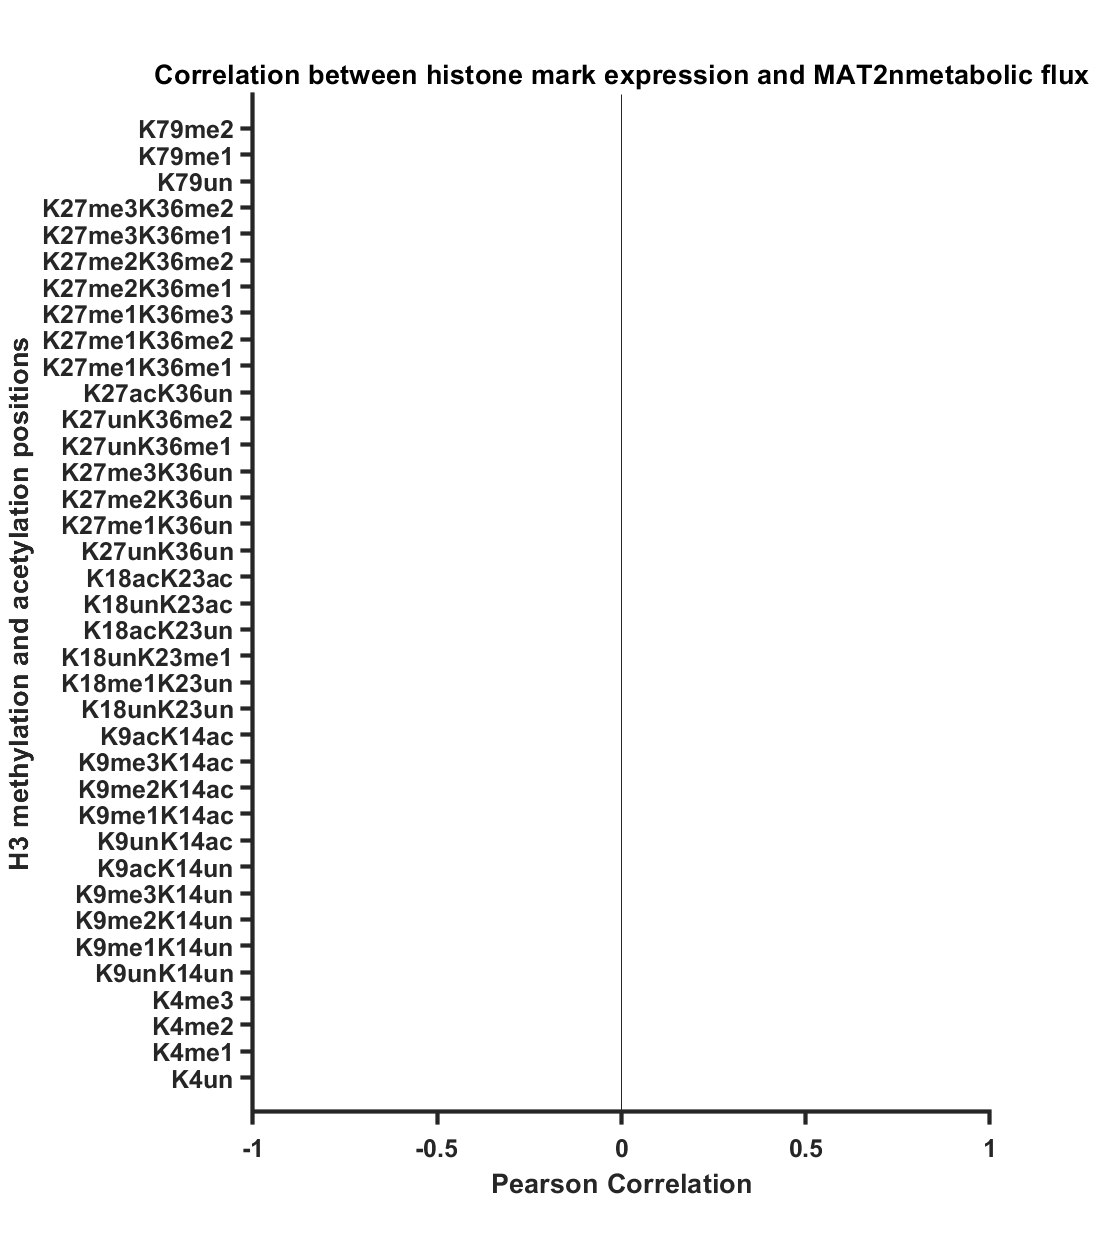 Correlation between histone mark expression and MAT2nmetabolic flux
H3 methylation and acetylation positions
K79me2
K79me1
K79un
K27me3K36me2
K27me3K36me1
K27me2K36me2
K27me2K36me1
K27me1K36me3
K27me1K36me2
K27me1K36me1
K27acK36un
K27unK36me2
K27unK36me1
K27me3K36un
K27me2K36un
K27me1K36un
K27unK36un
K18acK23ac
K18unK23ac
K18acK23un
K18unK23me1
K18me1K23un
K18unK23un
K9acK14ac
K9me3K14ac
K9me2K14ac
K9me1K14ac
K9unK14ac
K9acK14un
K9me3K14un
K9me2K14un
K9me1K14un
K9unK14un
K4me3
K4me2
K4me1
K4un
-1 -0.5 0 0.5 1
Pearson Correlation